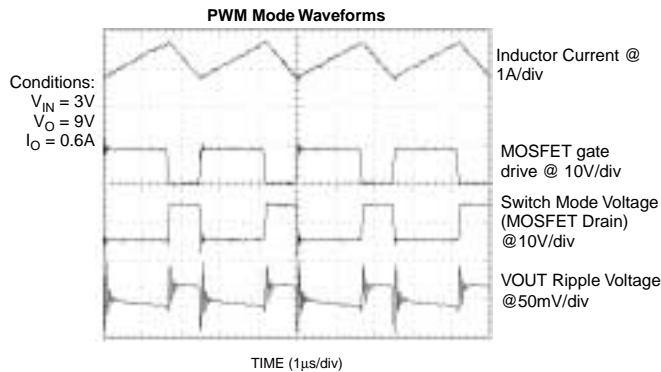 PWM Mode Waveforms
Conditions:
VIN = 3V
VO = 9V
IO = 0.6A
Inductor Current @
1A/div
MOSFET gate
drive @ 10V/div
Switch Mode Voltage
(MOSFET Drain)
@10V/div
VOUT Ripple Voltage
@50mV/div
TIME (1µs/div)